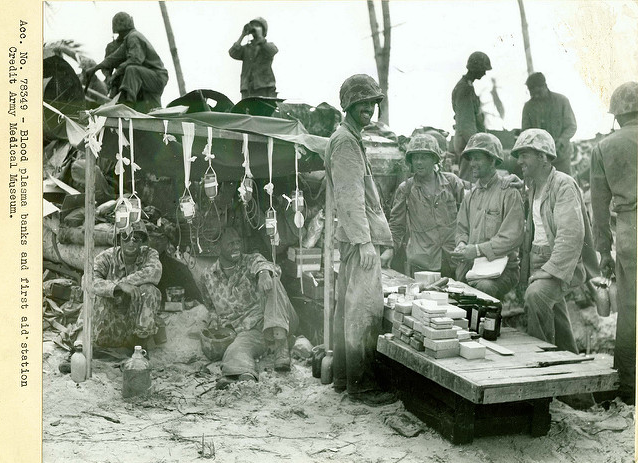 Acc. No. 78349 - Blood plasma banks and first aid station
Credit Army Medical Museum.